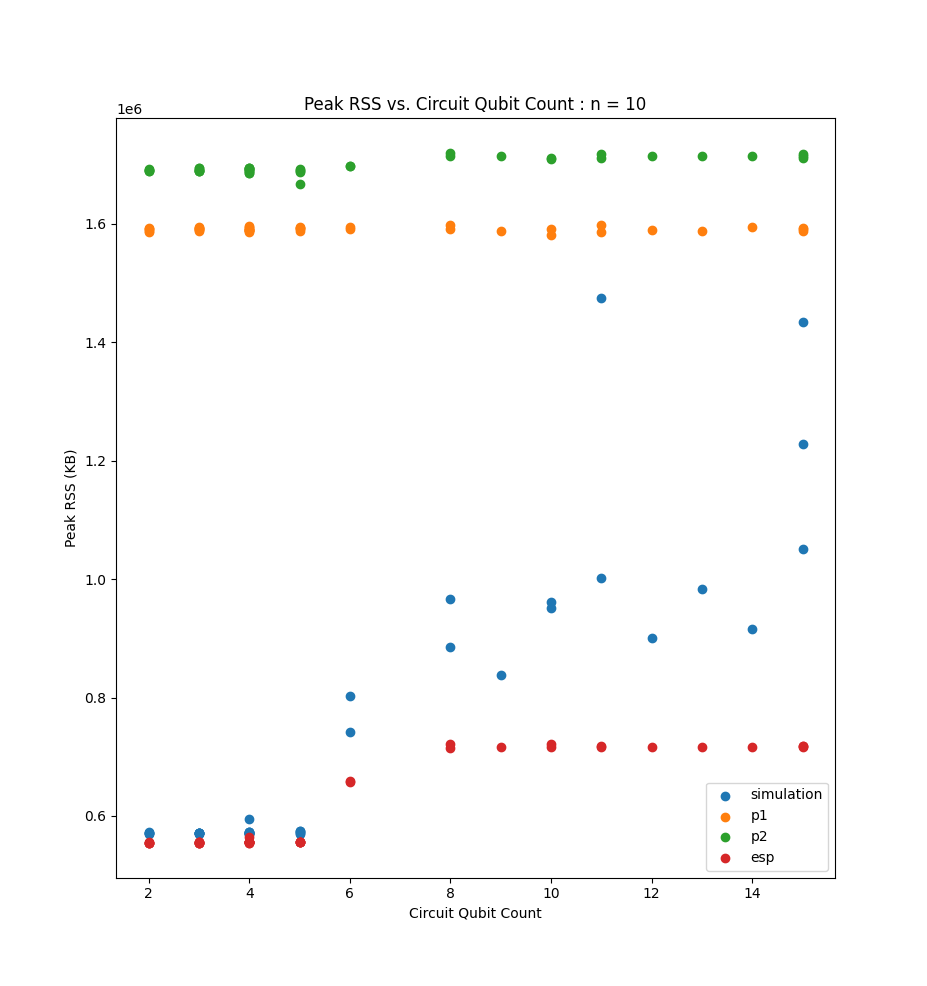 Peak RSS vs. Circuit Qubit Count : n = 10
1e6
1.6
1.4
1.2
1.0
0.8
0.6
Peak RSS (KB)
simulation
p1
p2
esp
2 4 6 8 10 12 14
Circuit Qubit Count